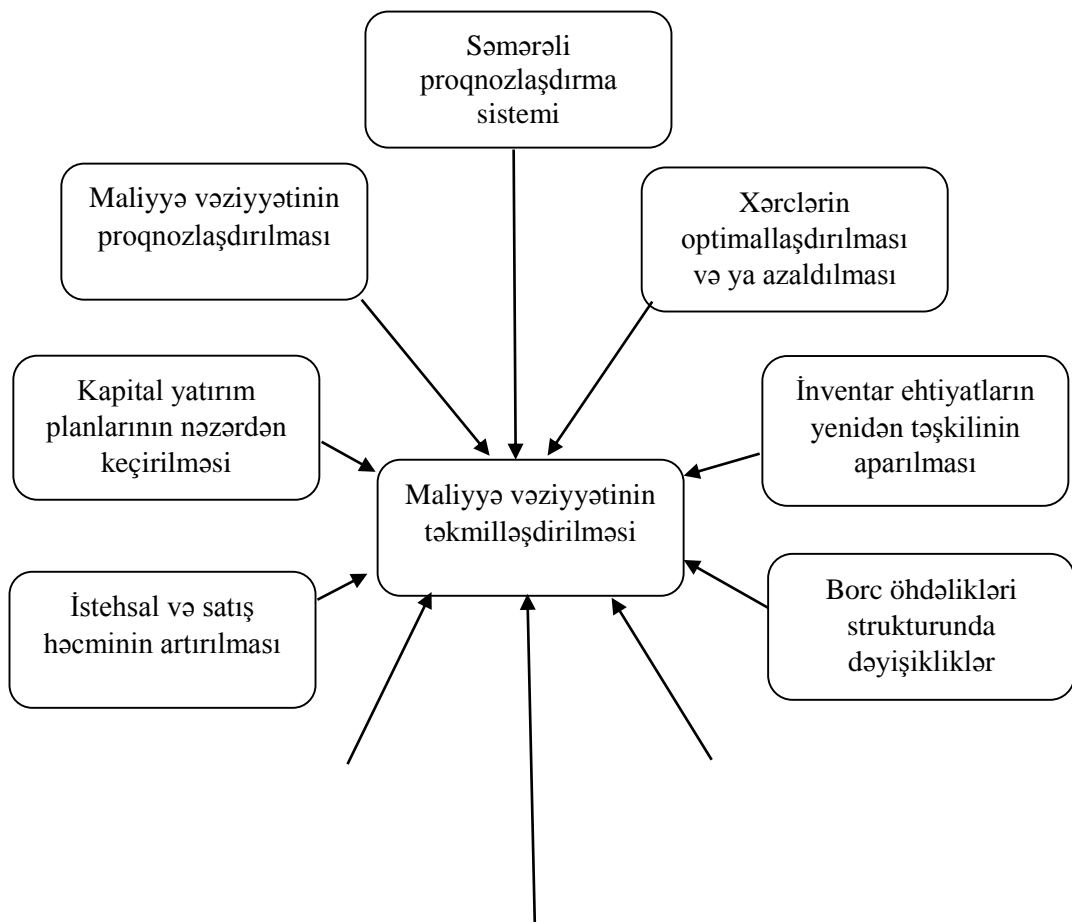 Səmərəli
proqnozlaşdırma
sistemi
Maliyyə vəziyyətinin
proqnozlaşdırılması
Xərclərin
optimallaşdırılması
və ya azaldılması
Kapital yatırım
planlarının nəzərdən
keçirilməsi
İnventar ehtiyatların
yenidən təşkilinin
aparılması
Maliyyə vəziyyətinin
təkmilləşdirilməsi
İstehsal və satış
həcminin artırılması
Borc öhdəlikləri
strukturunda
dəyişikliklər